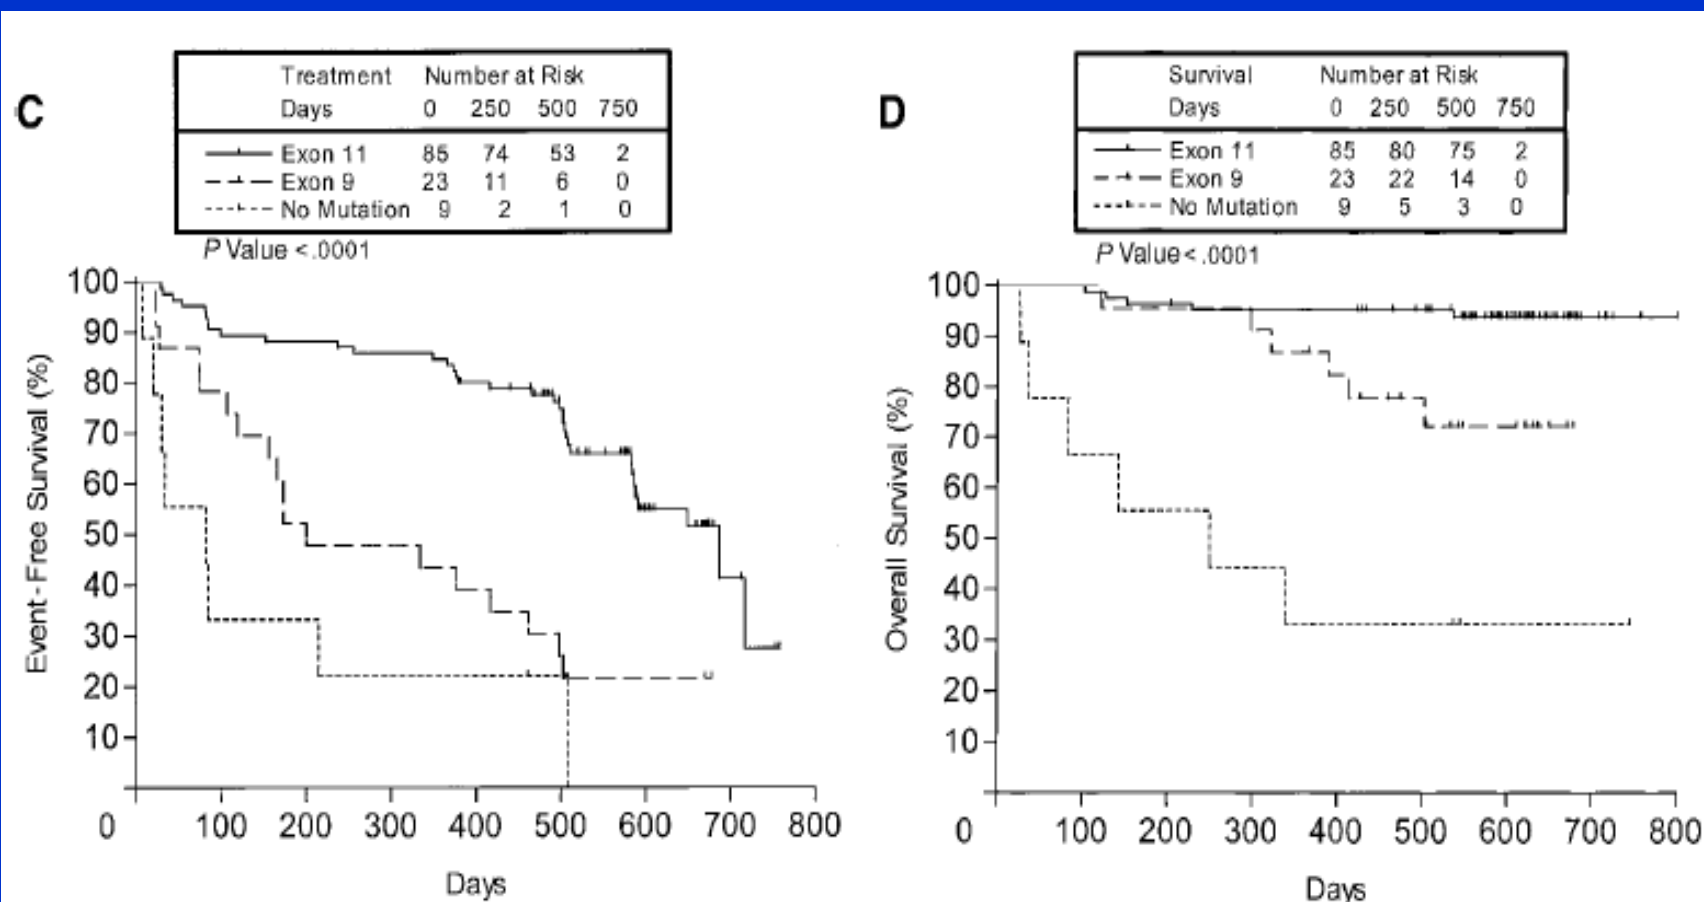 C
Treatment Number at Risk
Days 0 250 500 750
Exon 11 85 74 53 2
Exon 9 23 11 6 0
No Mutation 9 2 1 0
P Value <.0001
100
90
80
70
60
50
40
30
20
10
Event-Free Survival (%)
0 100 200 300 400 500 600 700 800
Days
D
Survival Number at Risk
Days 0 250 500 750
Exon 11 85 80 75 2
Exon 9 23 22 14 0
No Mutation 9 5 3 0
P Value <.0001
100
90
80
70
60
50
40
30
20
10
Overall Survival (%)
0 100 200 300 400 500 600 700 800
Days